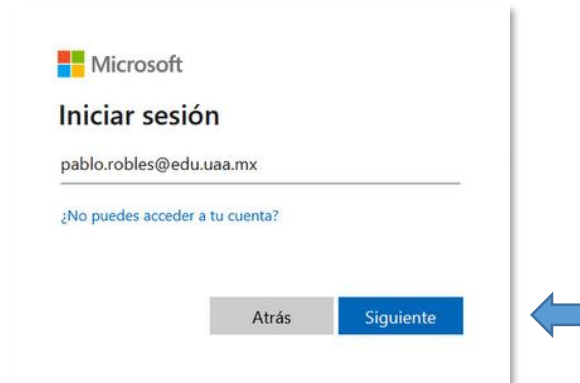 Microsoft
Iniciar sesión
pablo.robles@edu.uaa.mx
¿No puedes acceder a tu cuenta?
Atrás Siguiente